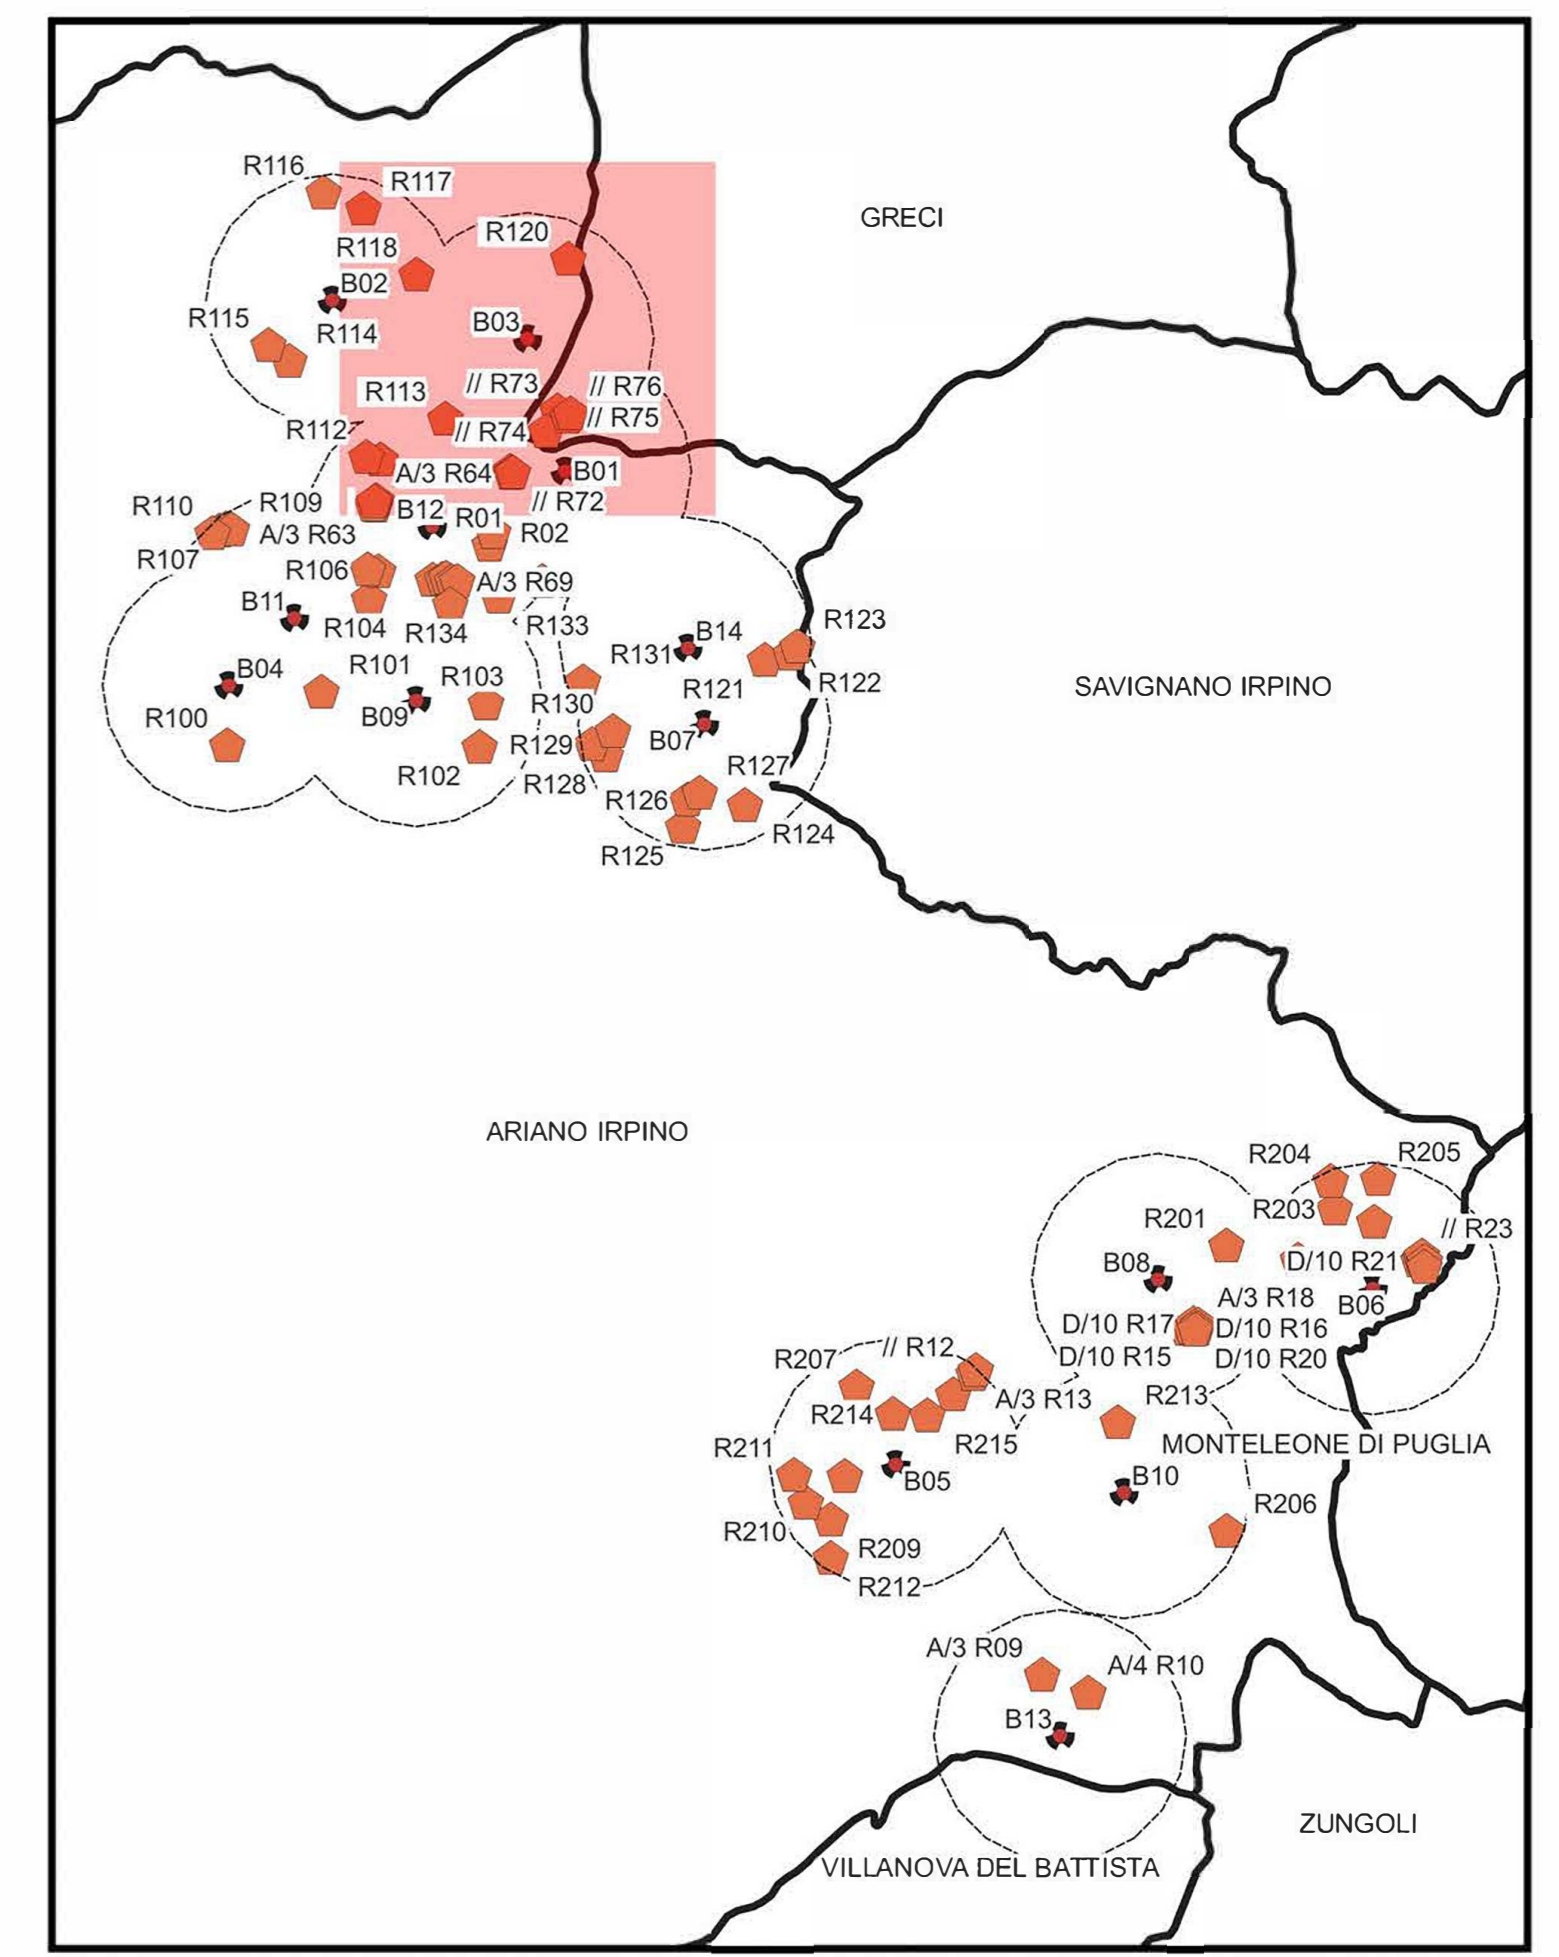 R116
R117
GRECI
R118
R120
B02
R115
R114
B03
R113
// R73
// R76
// R75
R112
// R74
A/3 R64
B01
R110
R109
B12
// R72
A/3 R63
R01
R02
R107
R106
A/3 R69
B11
R104
R134
R133
B14
R123
R131
B04
R101
R103
R121
R122
SAVIGNANO IRPINO
R100
B09
R130
B07
R129
R102
R128
R127
R126
R124
R125
ARIANO IRPINO
R204
R205
R201
R203
// R23
B08
D/10 R21
A/3 R18
B06
D/10 R17
D/10 R16
D/10 R15
D/10 R20
R207
// R12
A/3 R13
R213
R214
R215
R211
MONTELEONE DI PUGLIA
B05
B10
R206
R210
R209
R212
A/3 R09
A/4 R10
B13
ZUNGOLI
VILLANOVA DEL BATTISTA